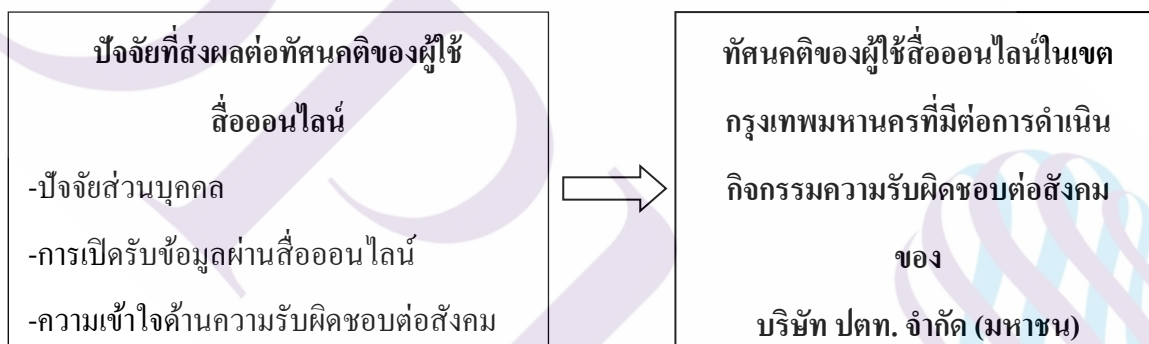 ปัจจัยที่ส่งผลต่อทัศนคติของผู้ใช้
สื่อออนไลน์
-ปัจจัยส่วนบุคคล
-การเปิดรับข้อมูลผ่านสื่อออนไลน์
-ความเข้าใจด้านความรับผิดชอบต่อสังคม
ทัศนคติของผู้ใช้สื่อออนไลน์ในเขต
กรุงเทพมหานครที่มีต่อการดำเนิน
กิจกรรมความรับผิดชอบต่อสังคม
ของ
บริษัท ปตท. จำกัด (มหาชน)